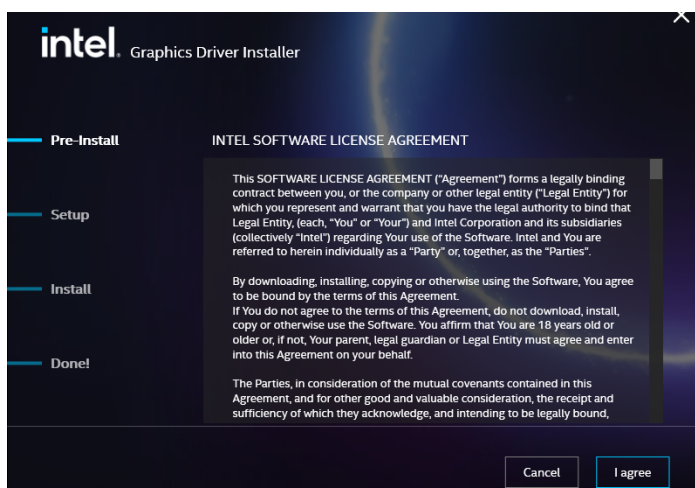 intel. Graphics Driver Installer
Pre-Install
Setup
Install
Done!
INTEL SOFTWARE LICENSE AGREEMENT
This SOFTWARE LICENSE AGREEMENT ("Agreement") forms a legally binding
contract between you, or the company or other legal entity ("Legal Entity") for
which you represent and warrant that you have the legal authority to bind that
Legal Entity, (each, "You" or "Your") and Intel Corporation and its subsidiaries
(collectively "Intel") regarding Your use of the Software. Intel and You are
referred to herein individually as a "Party" or, together, as the "Parties".
By downloading, installing, copying or otherwise using the Software, You agree
to be bound by the terms of this Agreement.
If You do not agree to the terms of this Agreement, do not download, install,
copy or otherwise use the Software. You affirm that You are 18 years old or
older or, if not, Your parent, legal guardian or Legal Entity must agree and enter
into this Agreement on your behalf.
The Parties, in consideration of the mutual covenants contained in this
Agreement, and for other good and valuable consideration, the receipt and
sufficiency of which they acknowledge, and intending to be legally bound,
Cancel
I agree